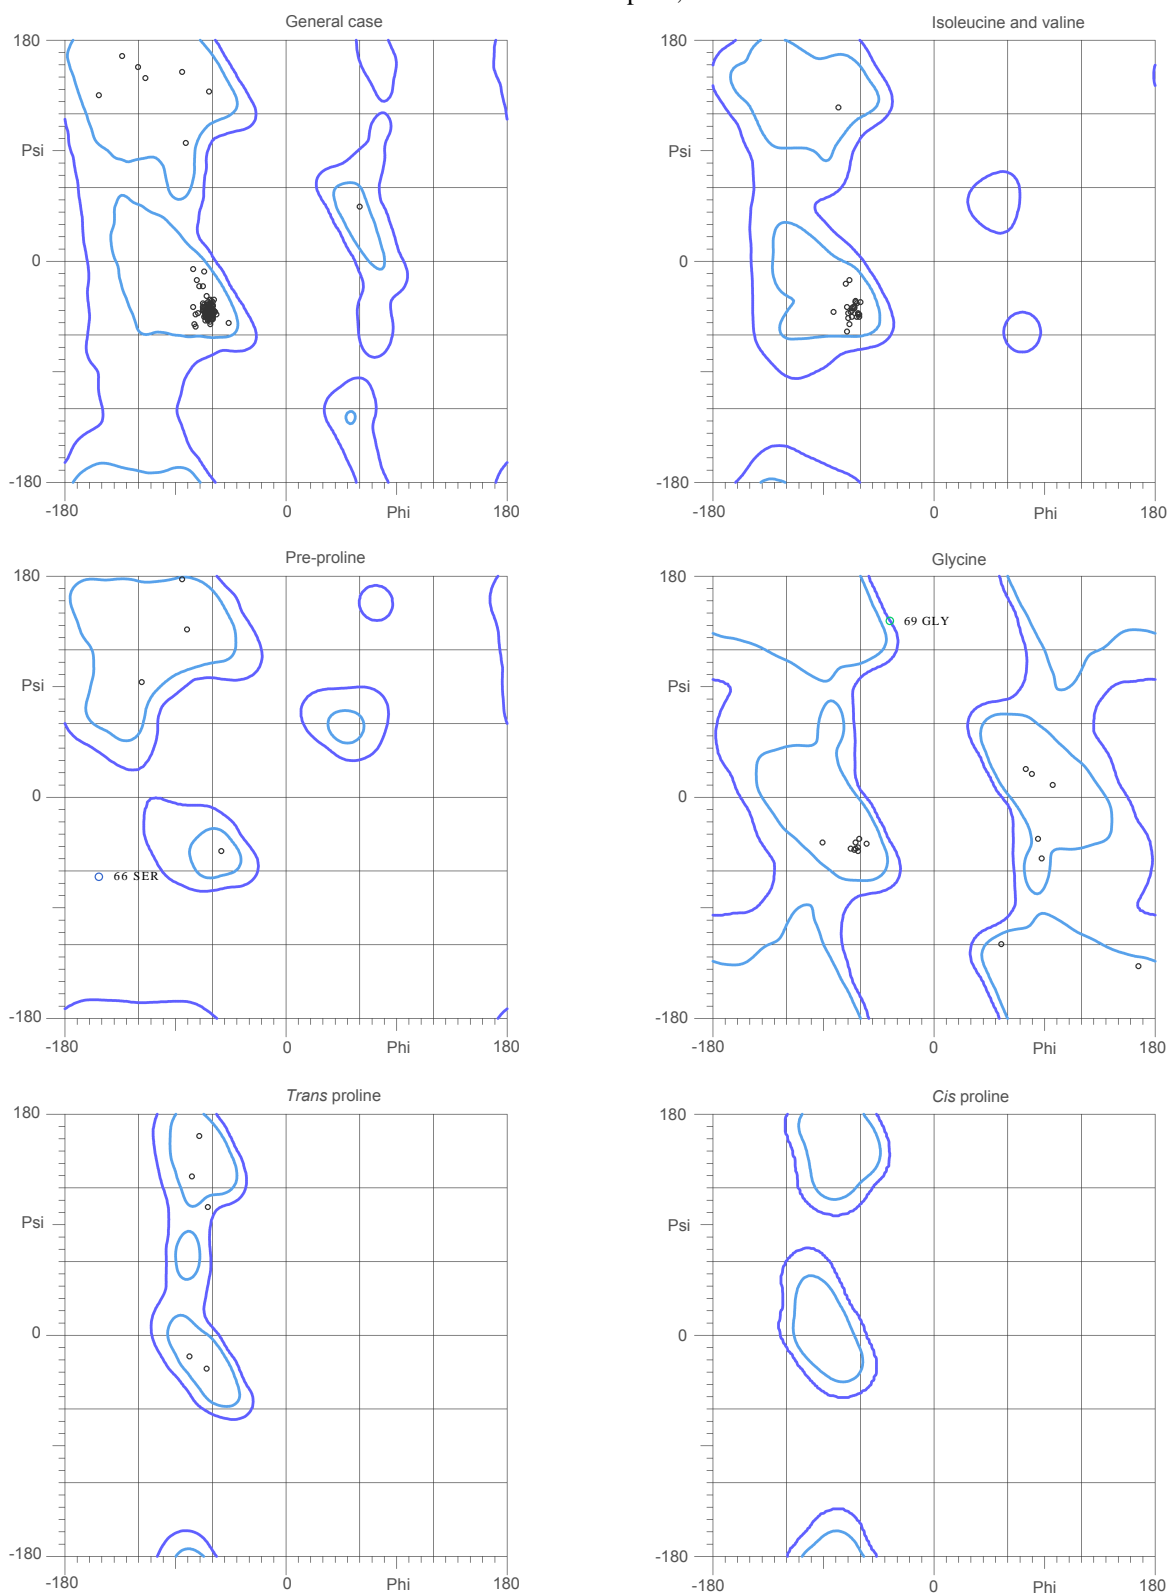 General case
Isoleucine and valine
180
Psi
0
-180
-180
0
Phi
180
180
Psi
0
-180
-180
0
Phi
180
Pre-proline
Glycine
180
Psi
0
-180
66 SER
-180
0
Phi
180
180
69 GLY
Psi
0
-180
-180
0
Phi
180
Trans proline
Cis proline
180
Psi
0
-180
-180
0
Phi
180
180
Psi
0
-180
-180
0
Phi
180